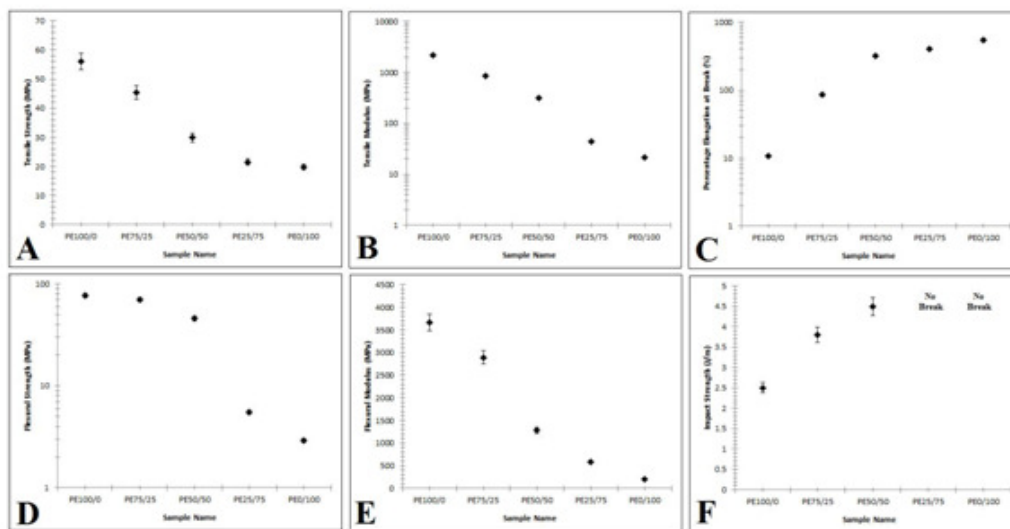 70
60
50
40
30
20
10
0
Tensile Strength (MPa)
PE100/0 PE75/25 PE50/50 PE25/75 PE0/100
Sample Name
A
10000
1000
100
10
1
Tensile Modulus (MPa)
PE100/0 PE75/25 PE50/50 PE25/75 PE0/100
Sample Name
B
1000
100
10
1
Percentage Elongation at Break (%)
PE100/0 PE75/25 PE50/50 PE25/75 PE0/100
Sample Name
C
100
10
1
Flexural Strength (MPa)
PE100/0 PE75/25 PE50/50 PE25/75 PE0/100
Sample Name
D
4500
4000
3500
3000
2500
2000
1500
1000
500
0
Flexural Modulus (MPa)
PE100/0 PE75/25 PE50/50 PE25/75 PE0/100
Sample Name
E
5
4.5
4
3.5
3
2.5
2
1.5
1
0.5
0
Impact Strength (J/m)
No Break
No Break
PE100/0 PE75/25 PE50/50 PE25/75 PE0/100
Sample Name
F